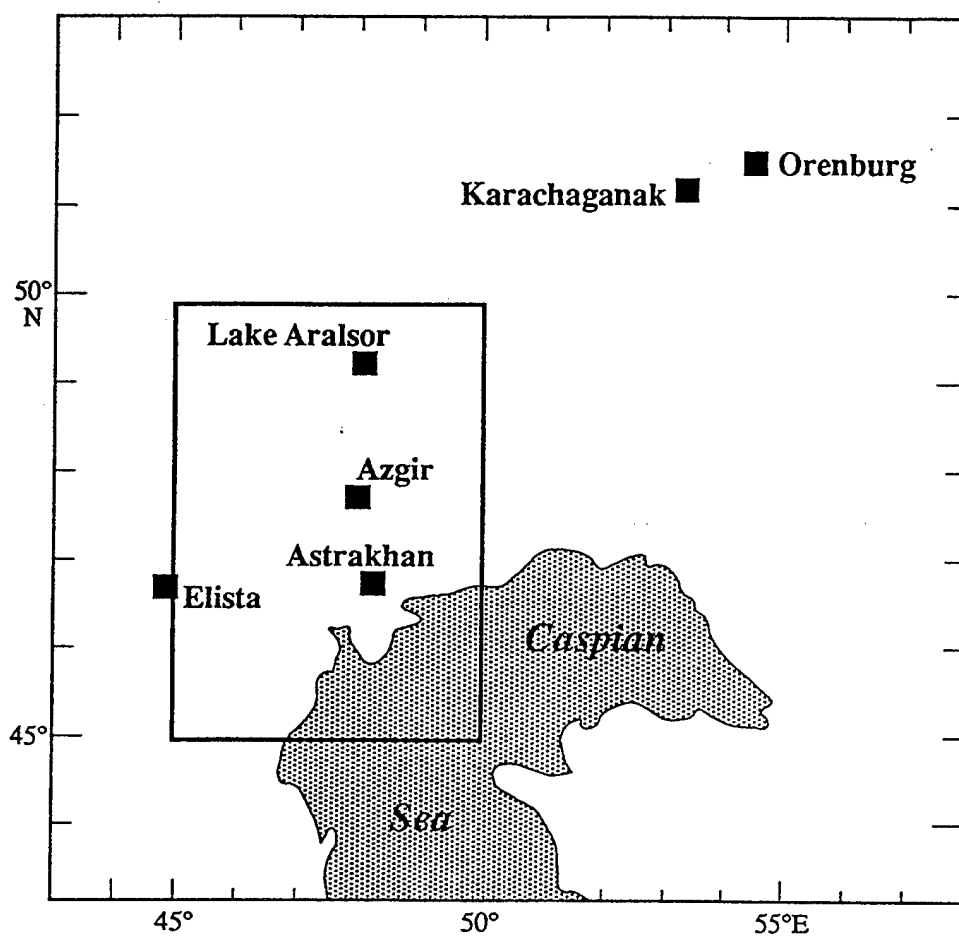 Orenburg
Karachaganak
50°
N
Lake Aralsor
Azgir
Astrakhan
Elista
Caspian
45°
Sea
45°
50°
55°E